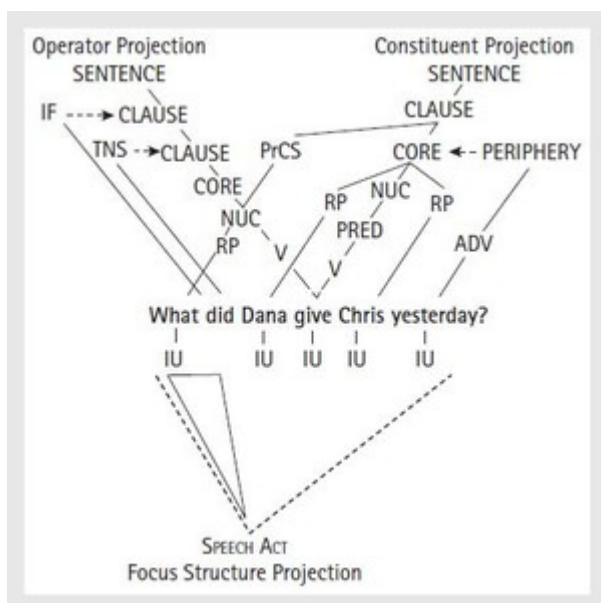 Operator Projection Constituent Projection
SENTENCE SENTENCE
IF CLAUSE CLAUSE
TNS CLAUSE PrCS CORE PERIPHERY
CORE RP NUC RP
NUC PRED
RP V V ADV
What did Dana give Chris yesterday?
IU IU IU IU IU
SPEECH ACT
Focus Structure Projection